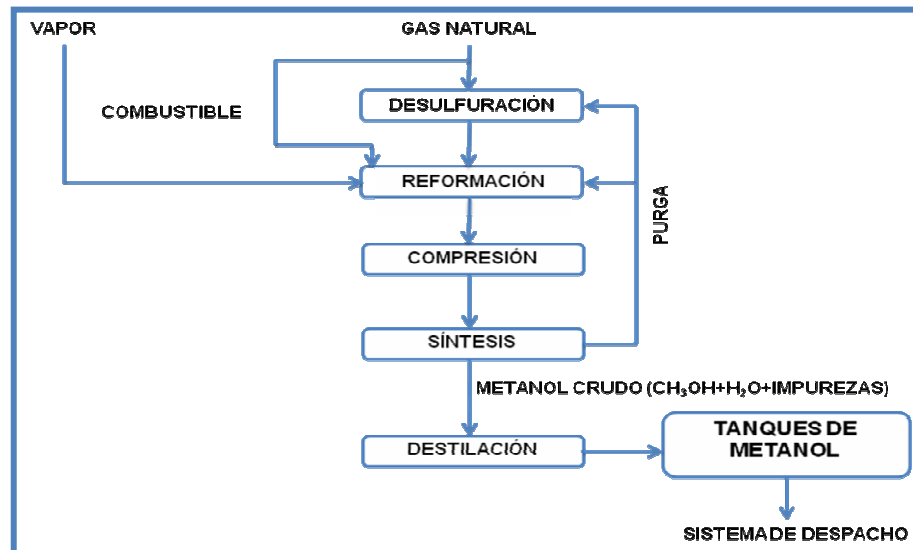 VAPOR
GAS NATURAL
COMBUSTIBLE
DESULFURACIÓN
REFORMACIÓN
PURGA
COMPRESIÓN
SÍNTESIS
METANOL CRUDO (CH₃OH+H₂O+IMPUREZAS)
DESTILACIÓN
TANQUES DE
METANOL
SISTEMA DE DESPACHO